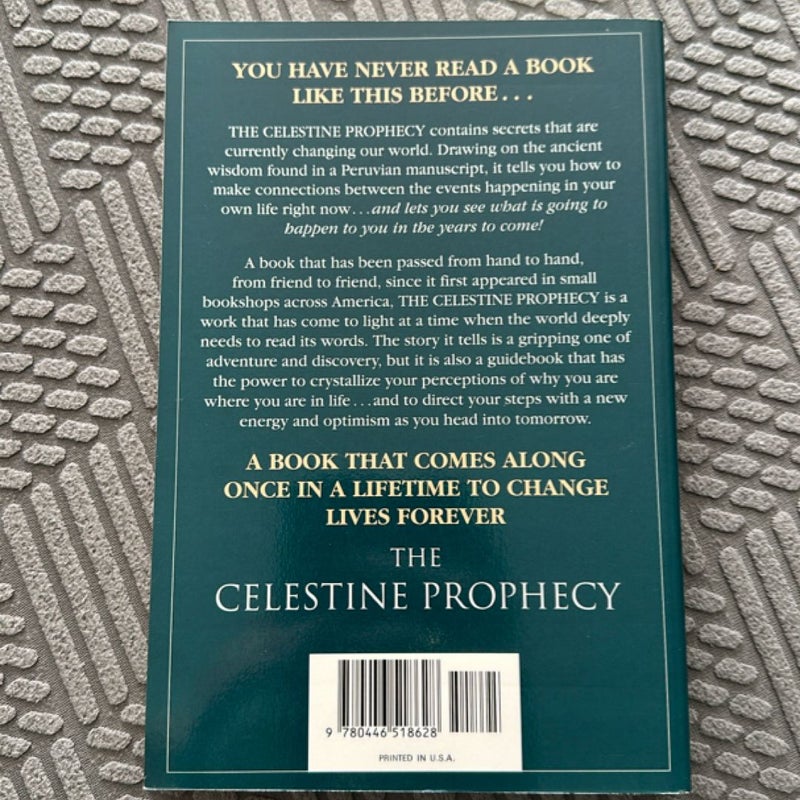 YOU HAVE NEVER READ A BOOK
LIKE THIS BEFORE...
THE CELESTINE PROPHECY contains secrets that are
currently changing our world. Drawing on the ancient
wisdom found in a Peruvian manuscript, it tells you how to
make connections between the events happening in your
own life right now...and lets you see what is going to
happen to you in the years to come!
A book that has been passed from hand to hand,
from friend to friend, since it first appeared in small
bookshops across America, THE CELESTINE PROPHECY is a
work that has come to light at a time when the world deeply
needs to read its words. The story it tells is a gripping one of
adventure and discovery, but it is also a guidebook that has
the power to crystallize your perceptions of why you are
where you are in life...and to direct your steps with a new
energy and optimism as you head into tomorrow.
A BOOK THAT COMES ALONG
ONCE IN A LIFETIME TO CHANGE
LIVES FOREVER
THE
CELESTINE PROPHECY
9 780446 518628
PRINTED IN U.S.A.